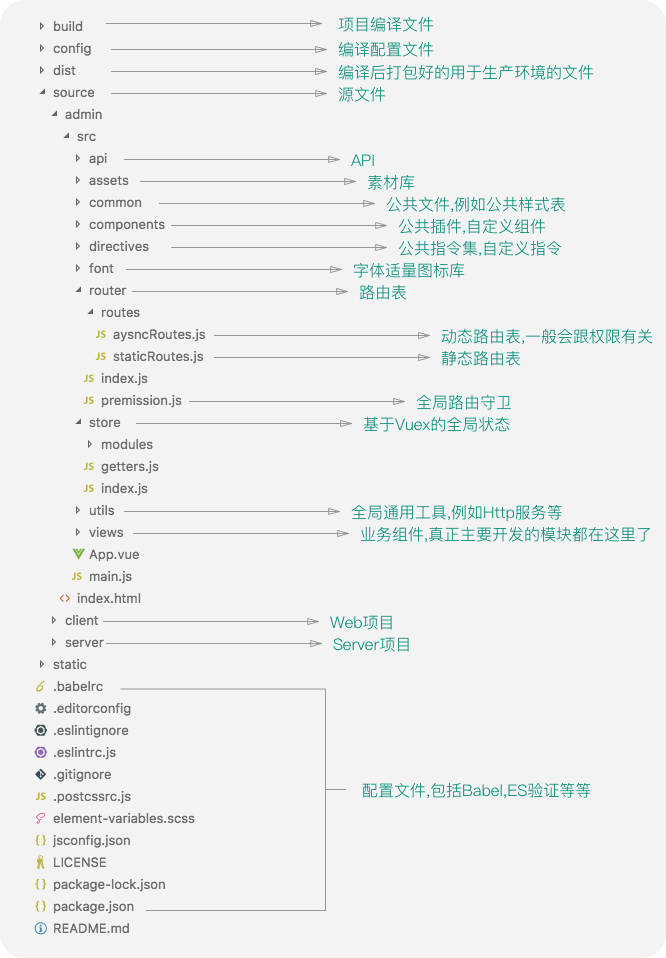 build 项目编译文件
config 编译配置文件
dist 编译后打包好的用于生产环境的文件
source 源文件
admin
src
api API
assets 素材库
common 公共文件,例如公共样式表
components 公共插件,自定义组件
directives 公共指令集,自定义指令
font 字体适量图标库
router 路由表
routes
JS aysncRoutes.js 动态路由表,一般会跟权限有关
JS staticRoutes.js 静态路由表
JS index.js
JS premission.js 全局路由守卫
store 基于Vuex的全局状态
modules
JS getters.js
JS index.js
utils 全局通用工具,例如Http服务等
views 业务组件,真正主要开发的模块都在这里了
App.vue
JS main.js
<> index.html
client Web项目
server Server项目
static
.babelrc
.editorconfig
.eslintignore
.eslintrc.js
.gitignore
JS .postcssrc.js 配置文件,包括Babel,ES验证等等
element-variables.scss
{} jsconfig.json
LICENSE
{} package-lock.json
{} package.json
README.md